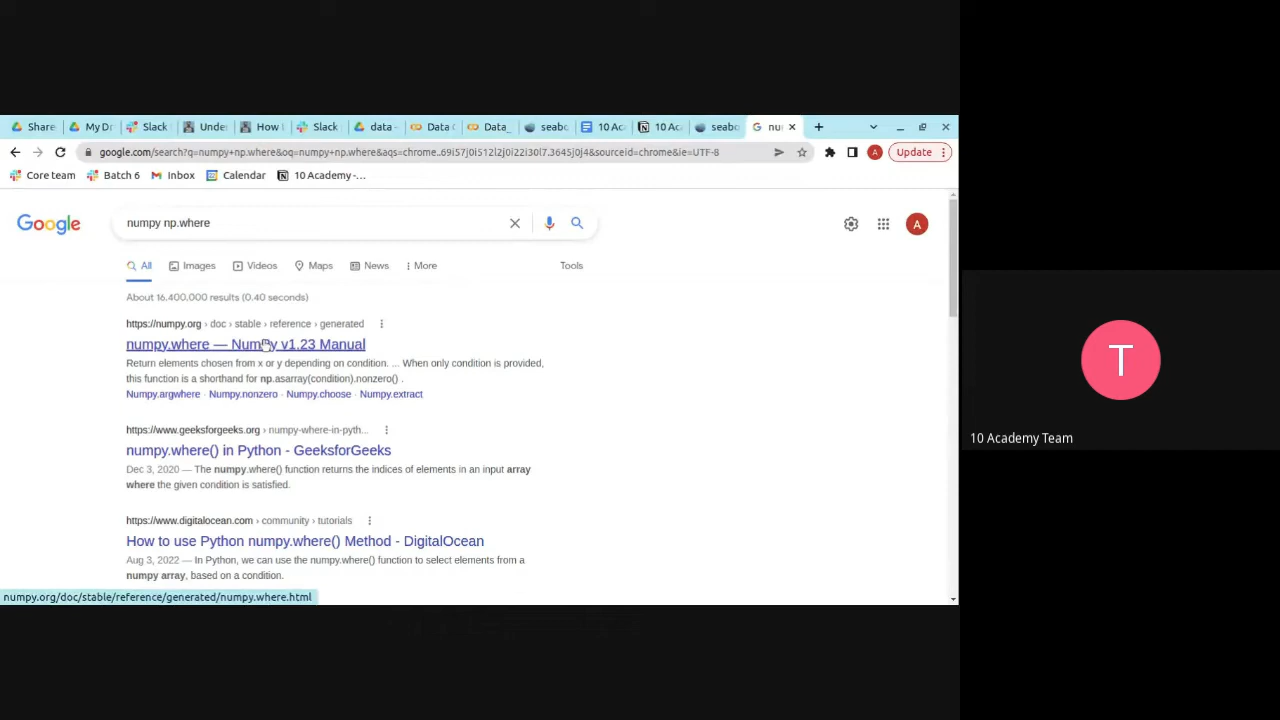 Share
My Dr
Slack
Unde
How I
Slack
data -
Data C
Data_
seabo
10 Ac
10 Ac
seabo
nu
google.com/search?q=numpy+np.where&oq=numpy+np.where&aqs=chrome..69i57j0i512l2j0i22i30l7.3645j0j4&sourceid=chrome&ie=UTF-8
A
Update
Core team
Batch 6
Inbox
Calendar
10 Academy -...
Google
numpy np.where
A
All
Images
Videos
Maps
News
More
Tools
About 16,400,000 results (0.40 seconds)
https://numpy.org › doc › stable › reference › generated
numpy.where — NumPy v1.23 Manual
Return elements chosen from x or y depending on condition. ... When only condition is provided,
this function is a shorthand for np.asarray(condition).nonzero() .
Numpy.argwhere · Numpy.nonzero · Numpy.choose · Numpy.extract
https://www.geeksforgeeks.org › numpy-where-in-pyth...
numpy.where() in Python - GeeksforGeeks
Dec 3, 2020 — The numpy.where() function returns the indices of elements in an input array
where the given condition is satisfied.
https://www.digitalocean.com › community › tutorials
How to use Python numpy.where() Method - DigitalOcean
Aug 3, 2022 — In Python, we can use the numpy.where() function to select elements from a
numpy array, based on a condition.
numpy.org/doc/stable/reference/generated/numpy.where.html
T
10 Academy Team